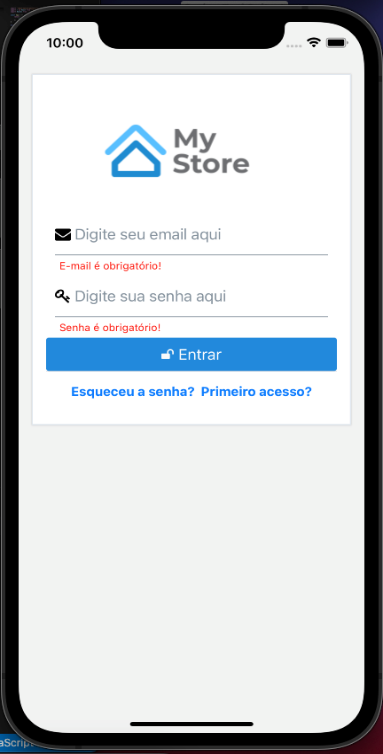 10:00
My
Store
Digite seu email aqui
E-mail é obrigatório!
Digite sua senha aqui
Senha é obrigatório!
Entrar
Esqueceu a senha? Primeiro acesso?
aScrip